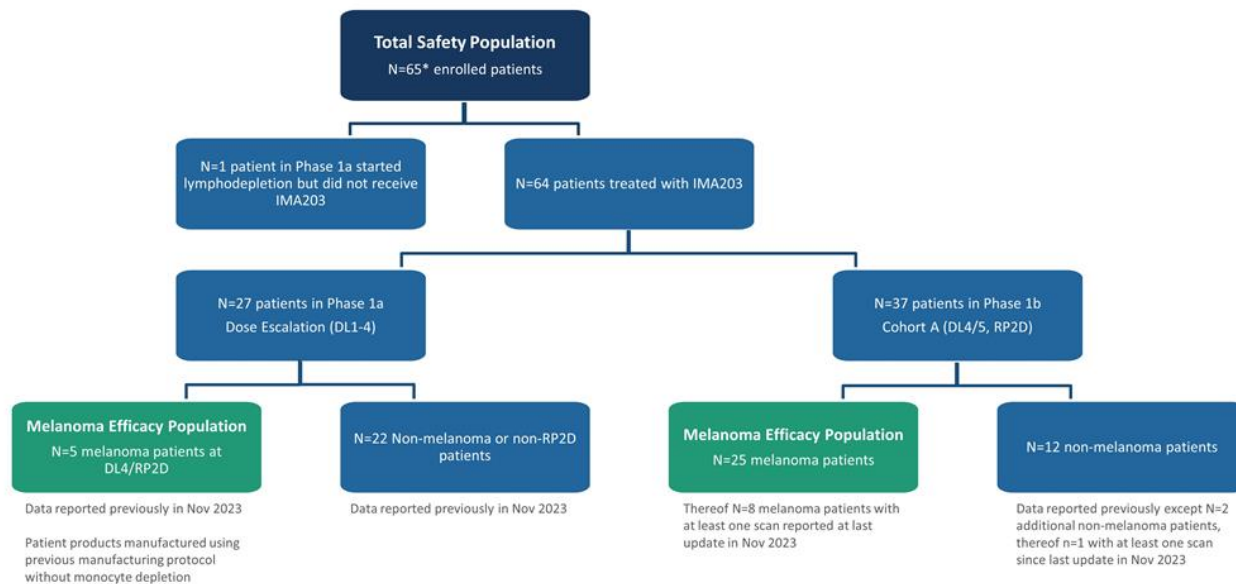 Total Safety Population
N=65* enrolled patients
N=1 patient in Phase 1a started
lymphodepletion but did not receive
IMA203
N=64 patients treated with IMA203
N=27 patients in Phase 1a
Dose Escalation (DL1-4)
N=37 patients in Phase 1b
Cohort A (DL4/5, RP2D)
Melanoma Efficacy Population
N=5 melanoma patients at
DL4/RP2D
N=22 Non-melanoma or non-RP2D
patients
Melanoma Efficacy Population
N=25 melanoma patients
N=12 non-melanoma patients
Data reported previously in Nov 2023
Patient products manufactured using
previous manufacturing protocol
without monocyte depletion
Data reported previously in Nov 2023
Thereof N=8 melanoma patients with
at least one scan reported at last
update in Nov 2023
Data reported previously except N=2
additional non-melanoma patients,
thereof n=1 with at least one scan
since last update in Nov 2023